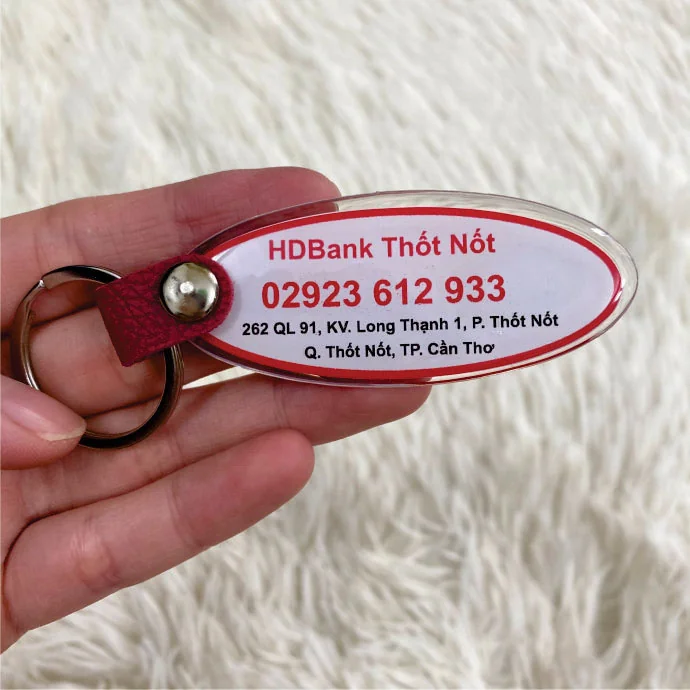 HDBank Thốt Nốt
02923 612 933
262 QL 91, KV. Long Thạnh 1, P. Thốt Nốt
Q. Thốt Nốt, TP. Cần Thơ